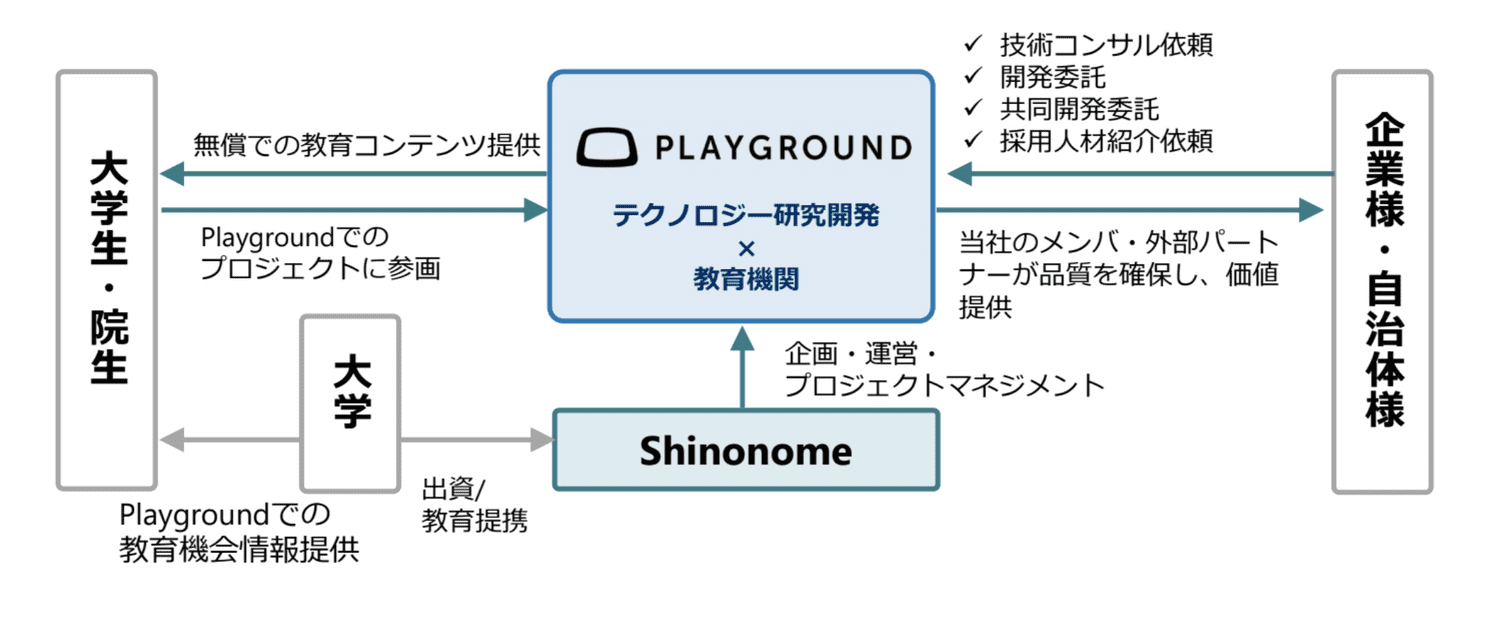 大学生・院生
無償での教育コンテンツ提供
Playgroundでの
プロジェクトに参画
PLAYGROUND
テクノロジー研究開発
×
教育機関
✓ 技術コンサル依頼
✓ 開発委託
✓ 共同開発委託
✓ 採用人材紹介依頼
当社のメンバ・外部パート
ナーが品質を確保し、価値
提供
企業様・自治体様
大学
企画・運営・
プロジェクトマネジメント
Shinonome
出資/
教育提携
Playgroundでの
教育機会情報提供